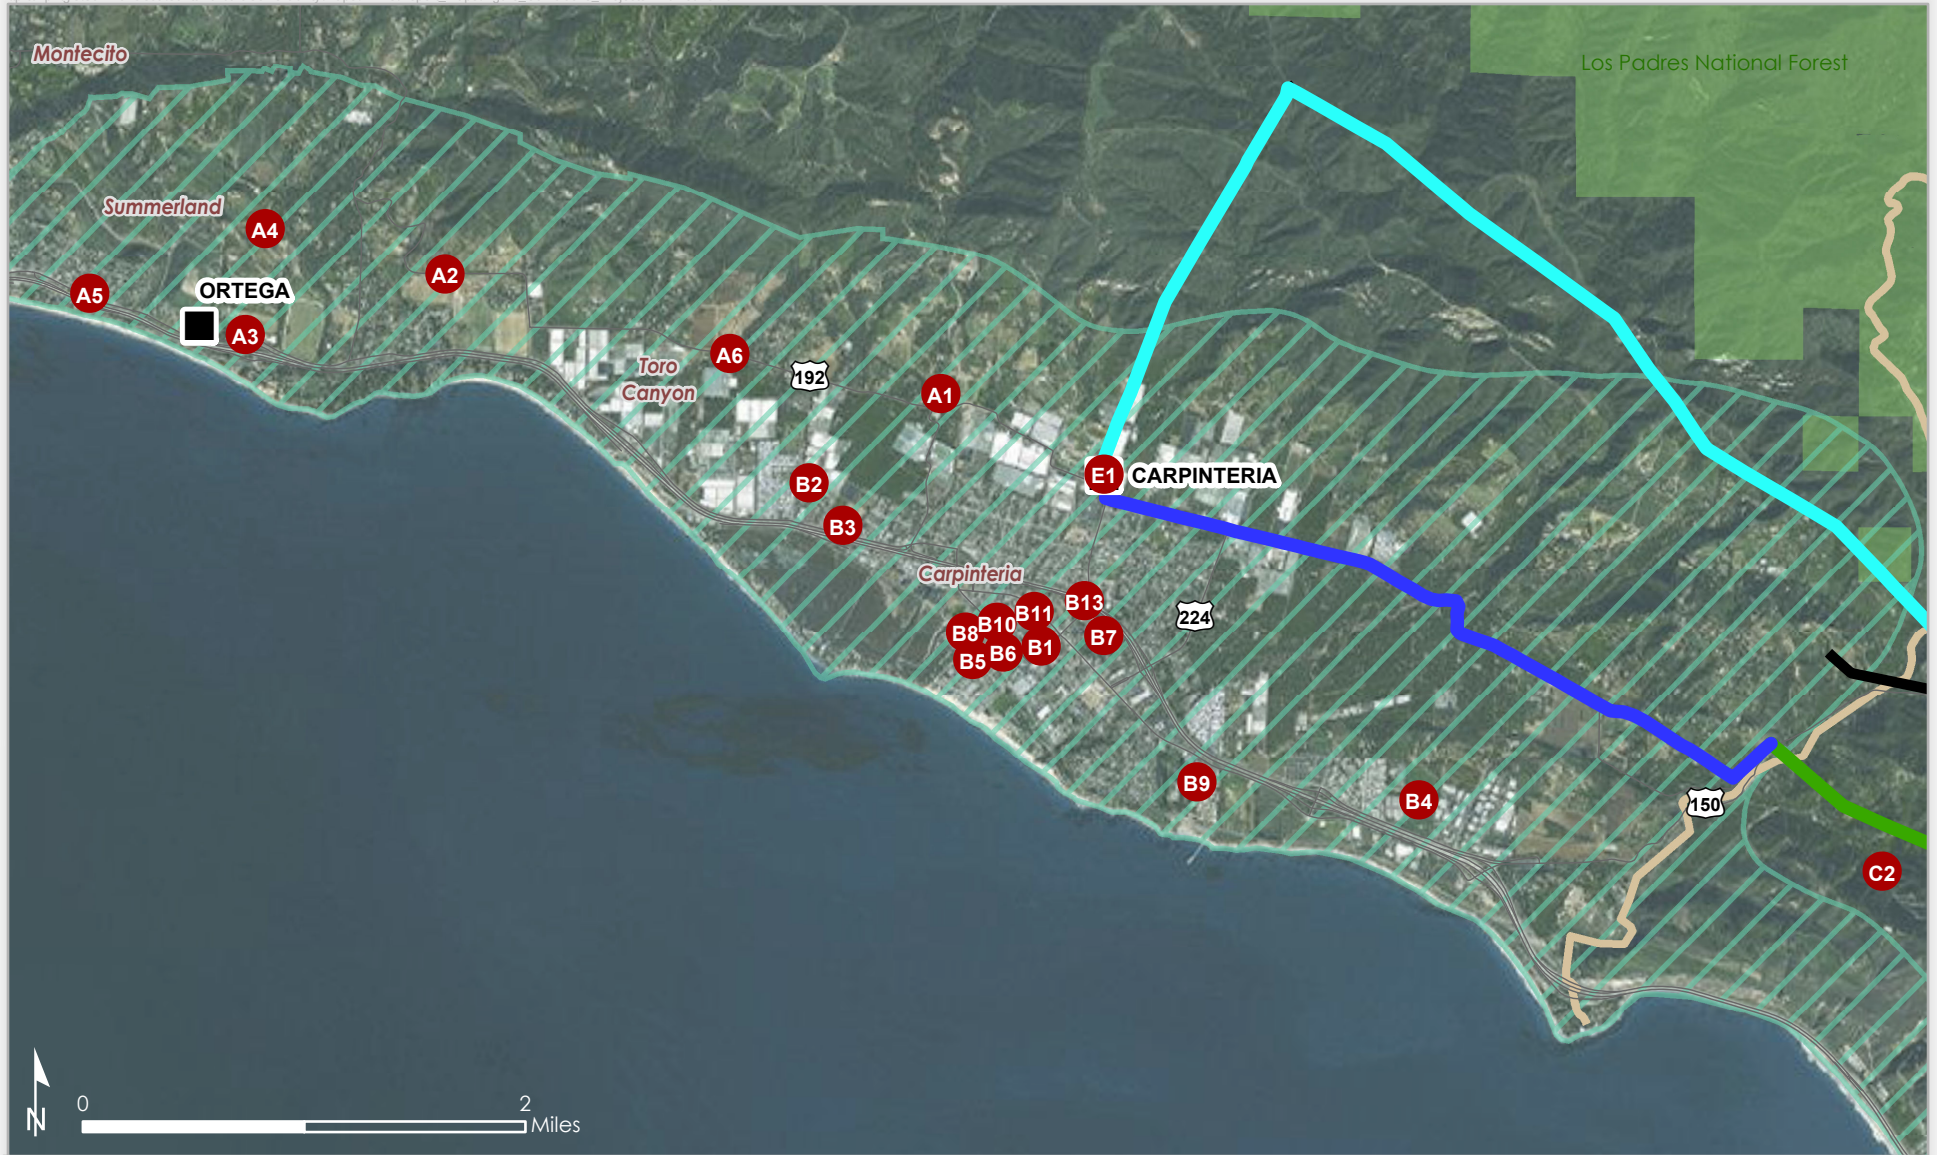 Montecito
Los Padres National Forest
Summerland
A4
A2
ORTEGA
A5
A3
A6
Toro
Canyon
192
A1
E1
CARPINTERIA
B2
B3
Carpinteria
B13
B11
B10
B8
224
B7
B1
B6
B5
B9
B4
150
C2
N
0
2
Miles